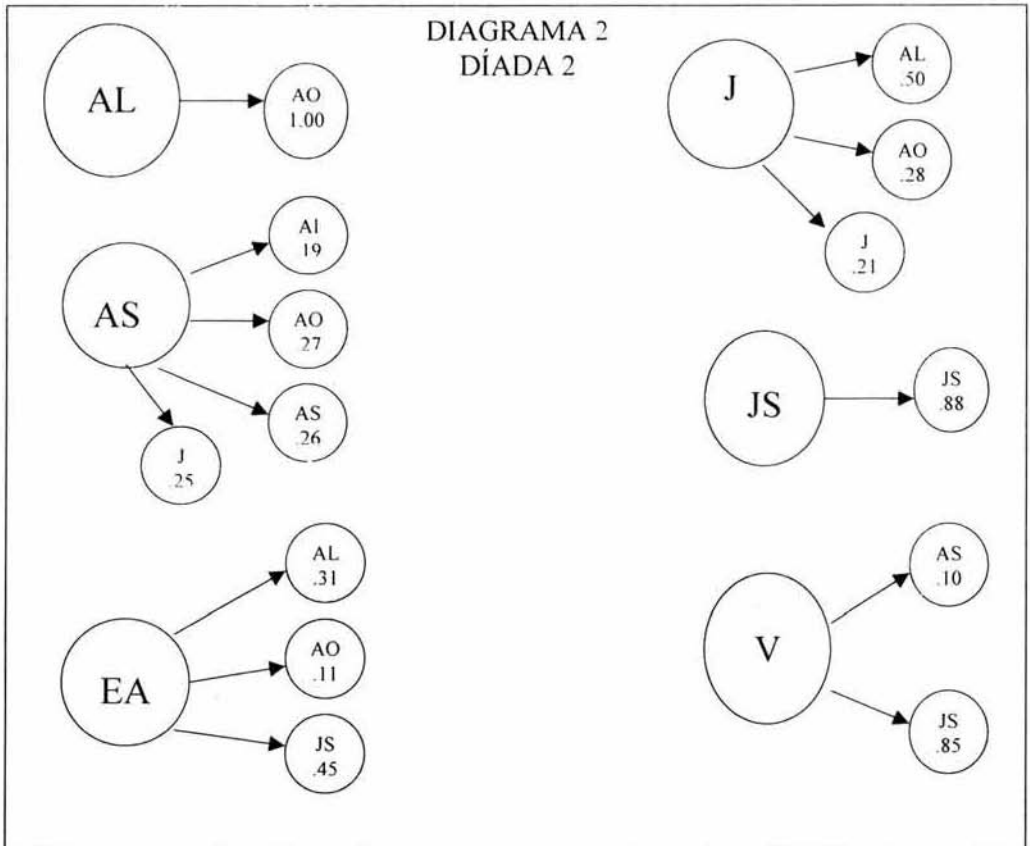 DIAGRAMA 2
DÍADA 2
AL
AO
1.00
AS
AI
19
AO
27
AS
.26
J
.25
EA
AL
.31
AO
.11
JS
.45
J
AL
.50
AO
.28
J
.21
JS
JS
.88
V
AS
.10
JS
.85